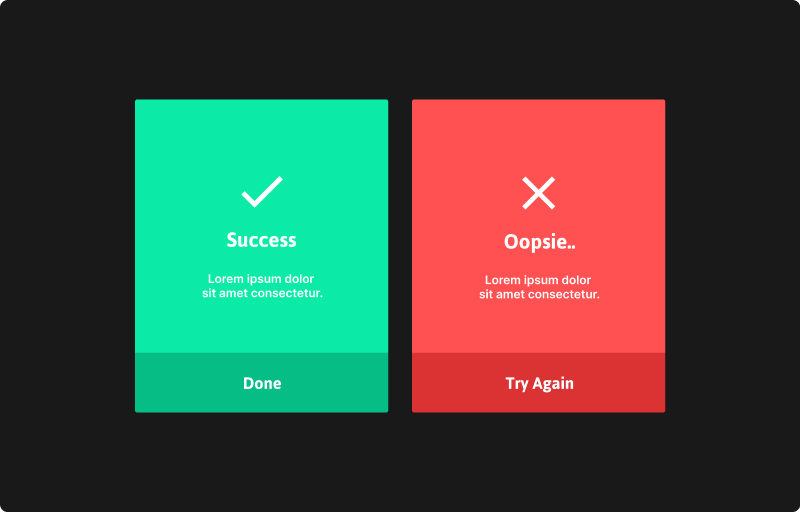 Success
Lorem ipsum dolor
sit amet consectetur.
Done
Oopsie..
Lorem ipsum dolor
sit amet consectetur.
Try Again